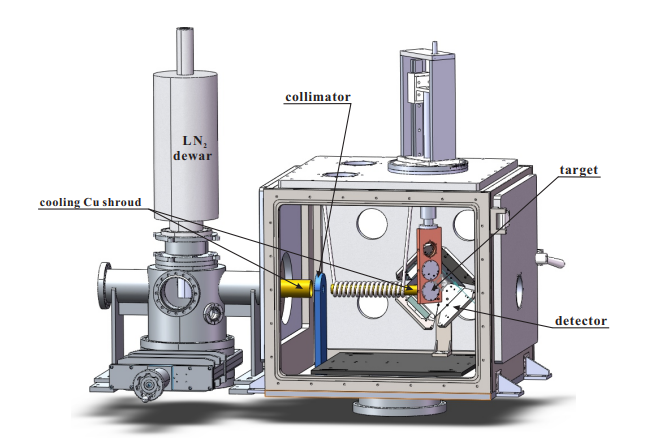 collimator
LN₂
dewar
target
cooling Cu shroud
detector